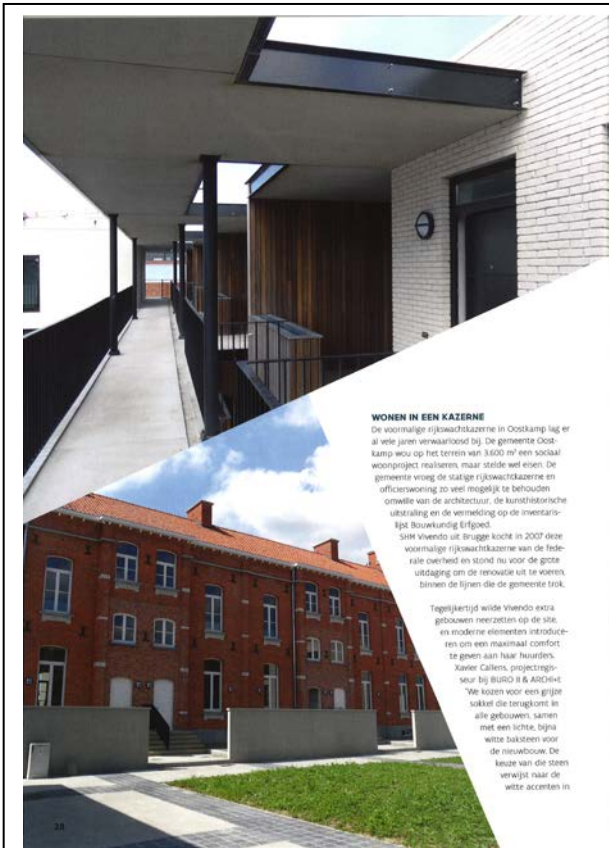 WONEN IN EEN KAZERNE
De voormalige rijkswachtkazerne in Oostkamp lag er
al vele jaren verwaarloosd bij. De gemeente Oost-
kamp wou op het terrein van 3.600 m² een sociaal
woonproject realiseren, maar stelde wel eisen. De
gemeente vroeg de statige rijkswachtkazerne en
officierswoning zo veel mogelijk te behouden
omwille van de architectuur, de kunsthistorische
uitstraling en de vermelding op de inventaris-
lijst Bouwkundig Erfgoed.
SHM Vivendo uit Brugge kocht in 2007 deze
voormalige rijkswachtkazerne van de fede-
rale overheid en stond nu voor de grote
uitdaging om de renovatie uit te voeren,
binnen de lijnen die de gemeente trok.
Tegelijkertijd wilde Vivendo extra
gebouwen neerzetten op de site,
en moderne elementen introduce-
ren om een maximaal comfort
te geven aan haar huurders.
Xavier Callens, projectregis-
seur bij BURO II & ARCHI+I:
"We kozen voor een grijze
sokkel die terugkomt in
alle gebouwen, samen
met een lichte, bijna
witte baksteen voor
de nieuwbouw. De
keuze van die steen
verwijst naar de
witte accenten in
28